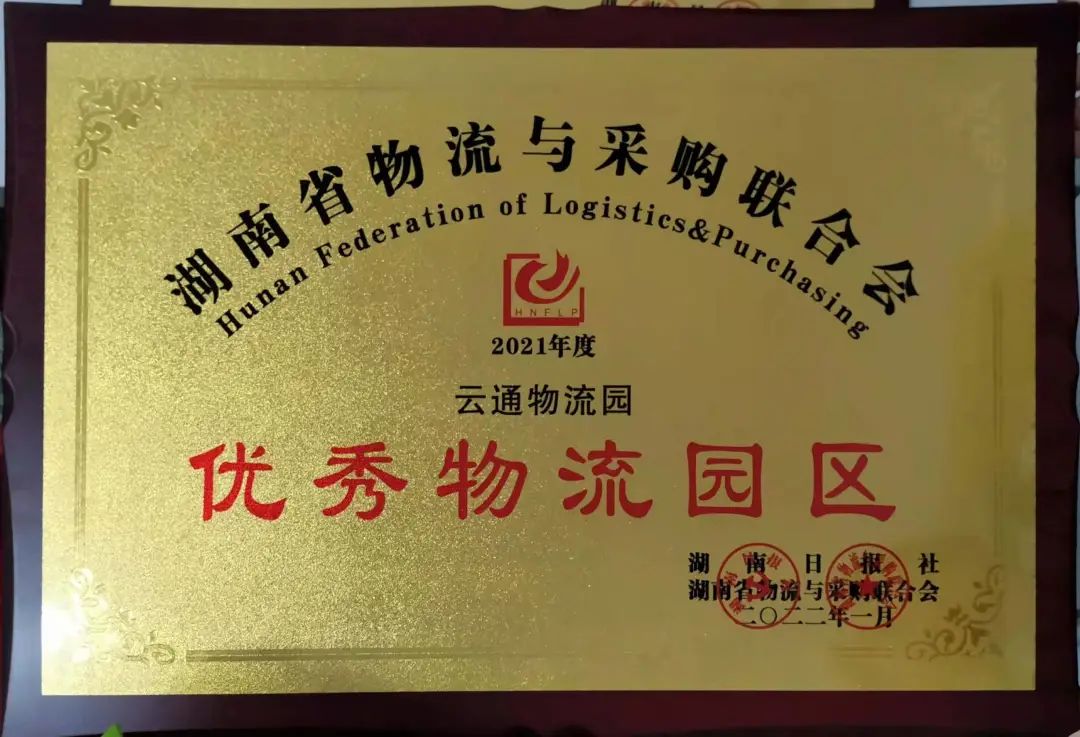 湖南省物流与采购联合会
Hunan Federation of Logistics&Purchasing
HNFLP
2021年度
云通物流园
优秀物流园区
湖南日报社
湖南省物流与采购联合会
二〇二二年一月